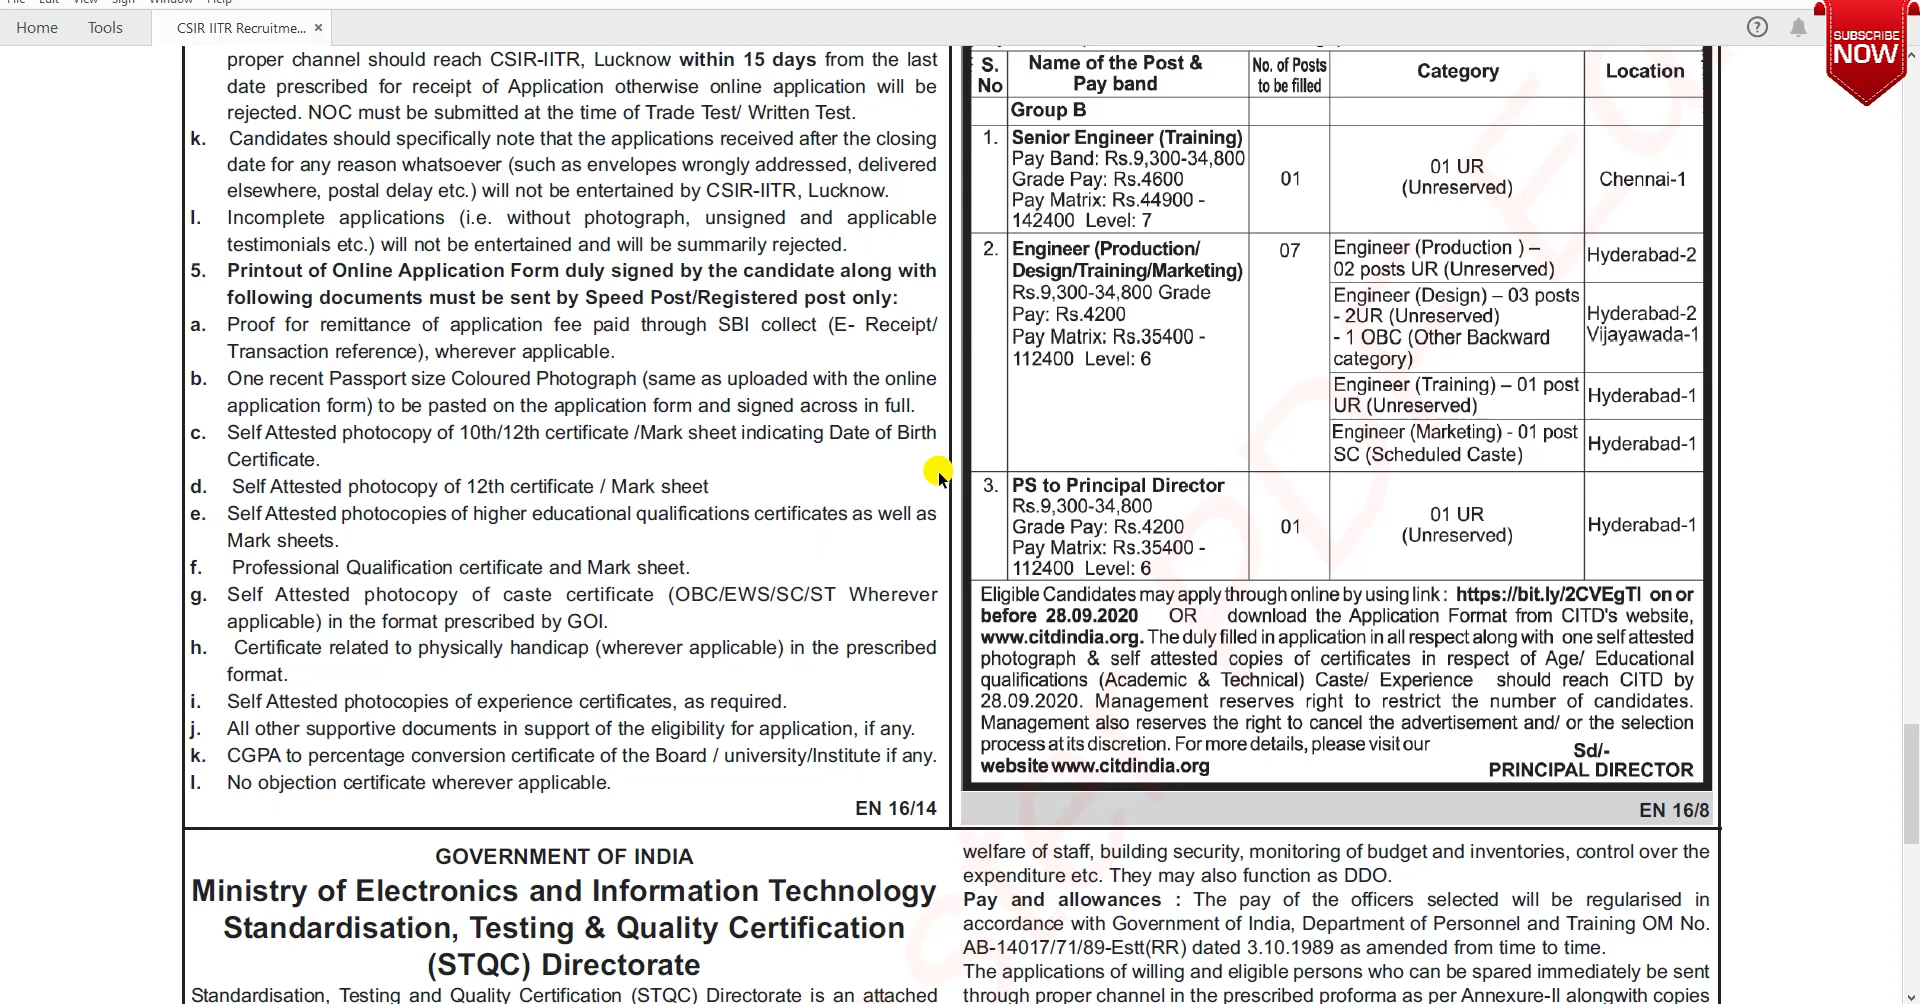 Home Tools CSIR IITR Recruitme... ×
SUBSCRIBE
NOW
proper channel should reach CSIR-IITR, Lucknow within 15 days from the last
date prescribed for receipt of Application otherwise online application will be
rejected. NOC must be submitted at the time of Trade Test/ Written Test.
k. Candidates should specifically note that the applications received after the closing
date for any reason whatsoever (such as envelopes wrongly addressed, delivered
elsewhere, postal delay etc.) will not be entertained by CSIR-IITR, Lucknow.
l. Incomplete applications (i.e. without photograph, unsigned and applicable
testimonials etc.) will not be entertained and will be summarily rejected.
5. Printout of Online Application Form duly signed by the candidate along with
following documents must be sent by Speed Post/Registered post only:
a. Proof for remittance of application fee paid through SBI collect (E- Receipt/
Transaction reference), wherever applicable.
b. One recent Passport size Coloured Photograph (same as uploaded with the online
application form) to be pasted on the application form and signed across in full.
c. Self Attested photocopy of 10th/12th certificate /Mark sheet indicating Date of Birth
Certificate.
d. Self Attested photocopy of 12th certificate / Mark sheet
e. Self Attested photocopies of higher educational qualifications certificates as well as
Mark sheets.
f. Professional Qualification certificate and Mark sheet.
g. Self Attested photocopy of caste certificate (OBC/EWS/SC/ST Wherever
applicable) in the format prescribed by GOI.
h. Certificate related to physically handicap (wherever applicable) in the prescribed
format.
i. Self Attested photocopies of experience certificates, as required.
j. All other supportive documents in support of the eligibility for application, if any.
k. CGPA to percentage conversion certificate of the Board / university/Institute if any.
l. No objection certificate wherever applicable.
EN 16/14
S. No Name of the Post & Pay band No. of Posts to be filled Category Location
Group B
1. Senior Engineer (Training) 01 01 UR (Unreserved) Chennai-1
Pay Band: Rs.9,300-34,800
Grade Pay: Rs.4600
Pay Matrix: Rs.44900 -
142400 Level: 7
2. Engineer (Production/ 07
Design/Training/Marketing)
Rs.9,300-34,800 Grade
Pay: Rs.4200
Pay Matrix: Rs.35400 -
112400 Level: 6
Engineer (Production ) –
02 posts UR (Unreserved) Hyderabad-2
Engineer (Design) – 03 posts
- 2UR (Unreserved) Hyderabad-2
- 1 OBC (Other Backward Vijayawada-1
category)
Engineer (Training) – 01 post
UR (Unreserved) Hyderabad-1
Engineer (Marketing) - 01 post
SC (Scheduled Caste) Hyderabad-1
3. PS to Principal Director 01 01 UR (Unreserved) Hyderabad-1
Rs.9,300-34,800
Grade Pay: Rs.4200
Pay Matrix: Rs.35400 -
112400 Level: 6
Eligible Candidates may apply through online by using link : https://bit.ly/2CVEgTl on or
before 28.09.2020 OR download the Application Format from CITD's website,
www.citdindia.org. The duly filled in application in all respect along with one self attested
photograph & self attested copies of certificates in respect of Age/ Educational
qualifications (Academic & Technical) Caste/ Experience should reach CITD by
28.09.2020. Management reserves right to restrict the number of candidates.
Management also reserves the right to cancel the advertisement and/ or the selection
process at its discretion. For more details, please visit our
website www.citdindia.org
Sd/-
PRINCIPAL DIRECTOR
EN 16/8
GOVERNMENT OF INDIA
Ministry of Electronics and Information Technology
Standardisation, Testing & Quality Certification
(STQC) Directorate
Standardisation, Testing and Quality Certification (STQC) Directorate is an attached
welfare of staff, building security, monitoring of budget and inventories, control over the
expenditure etc. They may also function as DDO.
Pay and allowances : The pay of the officers selected will be regularised in
accordance with Government of India, Department of Personnel and Training OM No.
AB-14017/71/89-Estt(RR) dated 3.10.1989 as amended from time to time.
The applications of willing and eligible persons who can be spared immediately be sent
through proper channel in the prescribed proforma as per Annexure-II alongwith copies